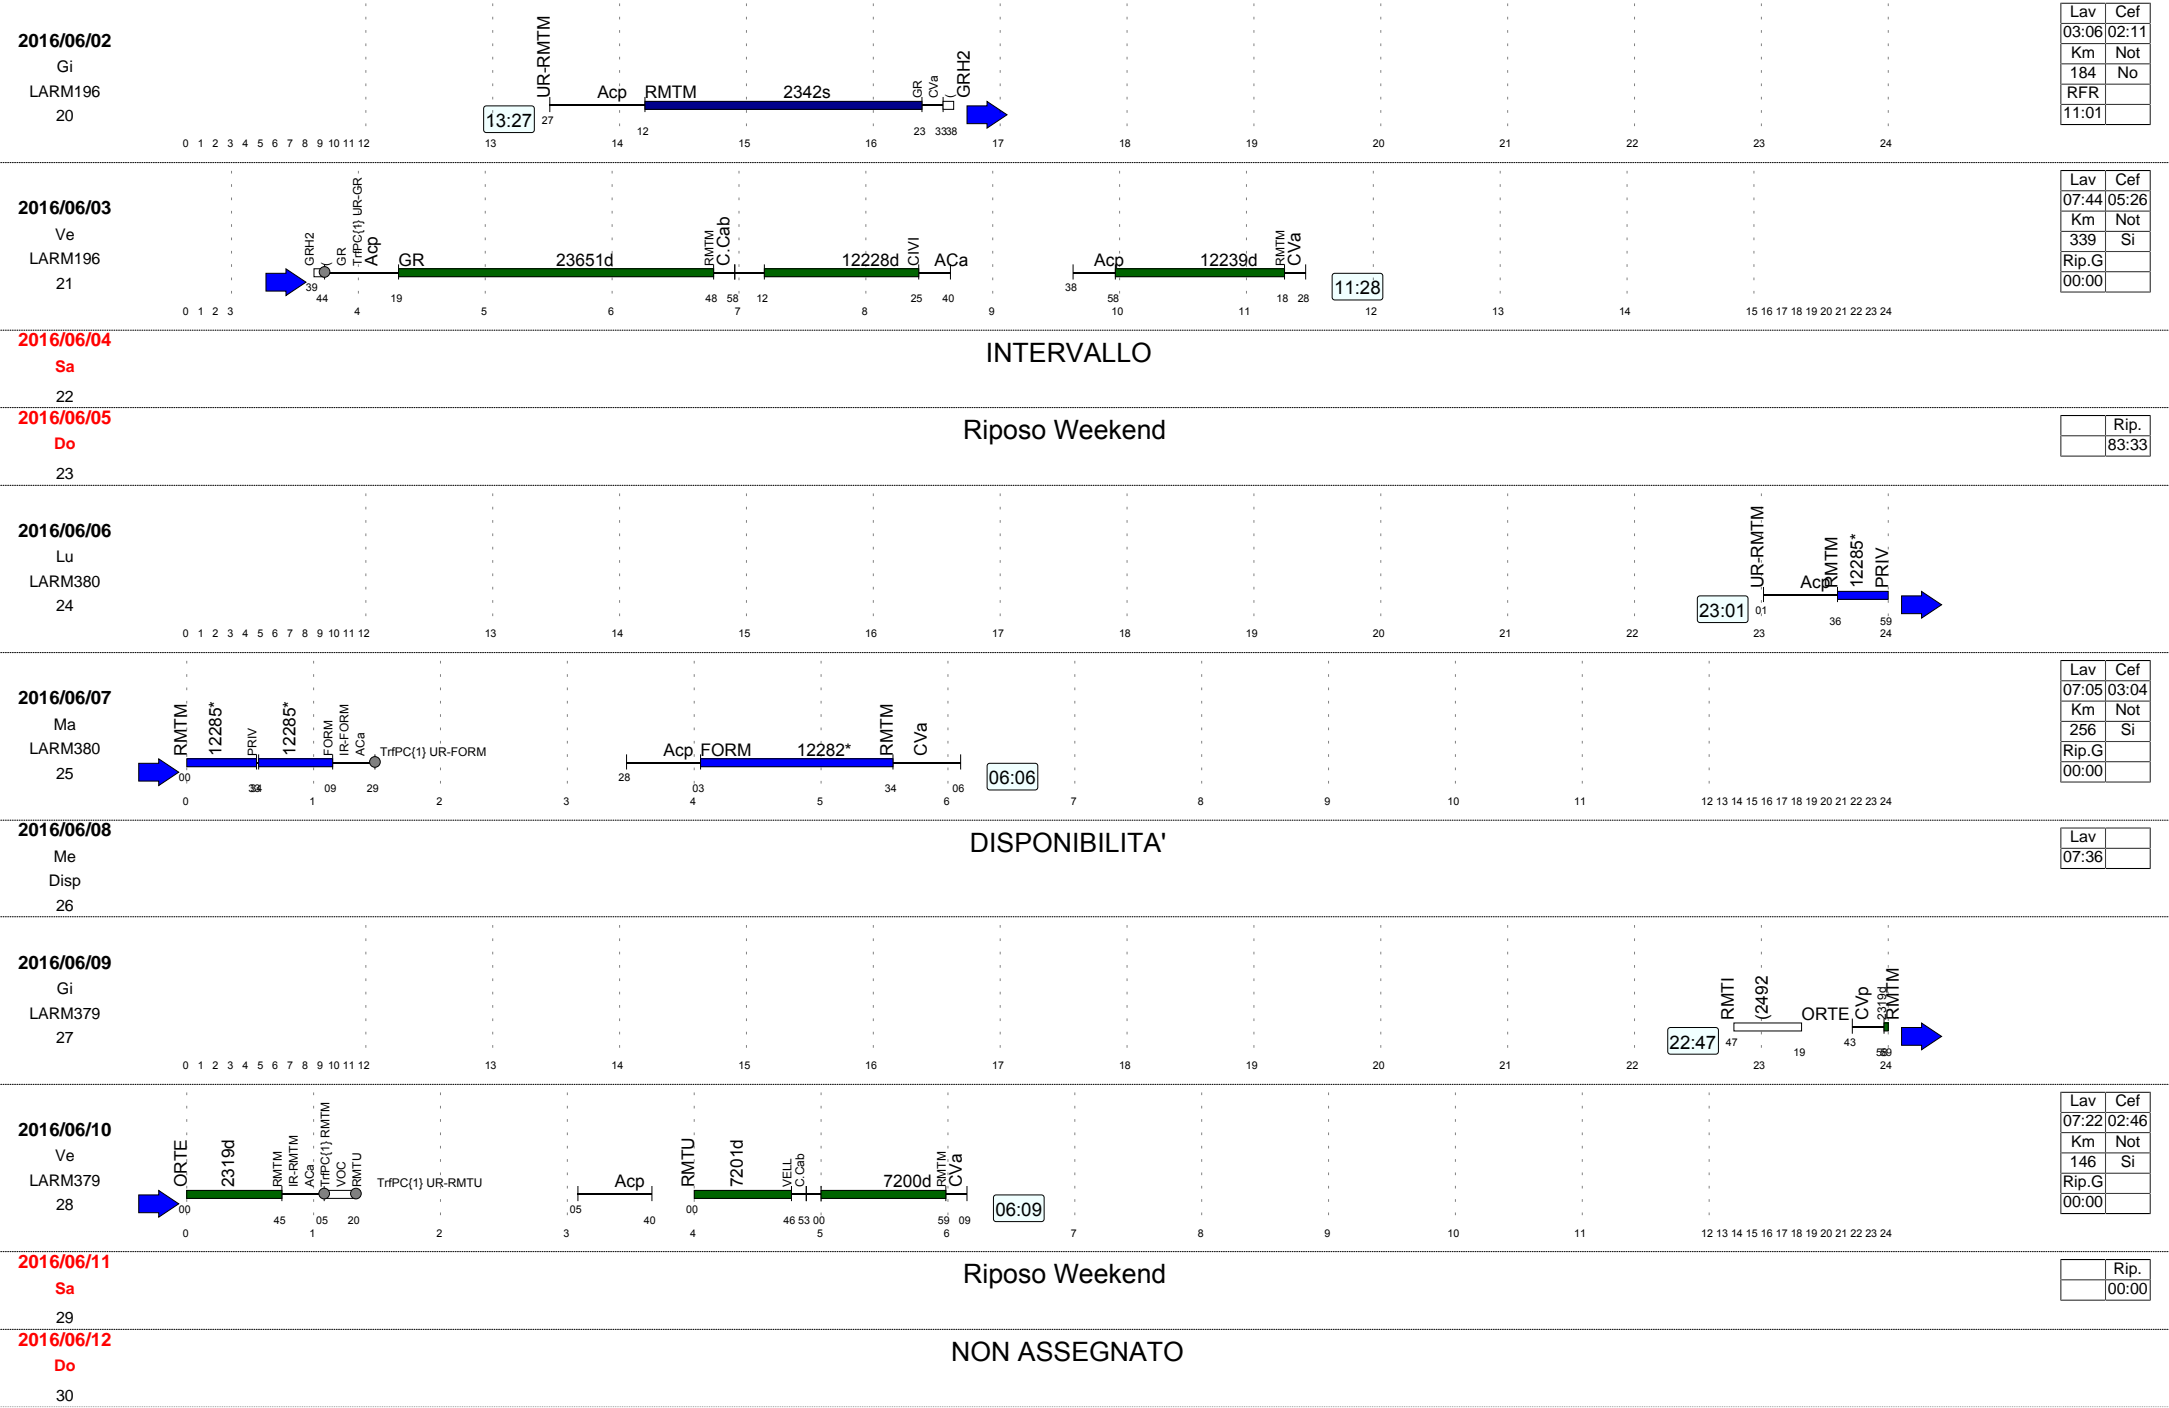 2016/06/02
Gi
LARM196
20
13:27
UR-RMTM
Acp
RMTM
2342s
GR
CVa
(
GRH2
27 12 23 33 38
0 1 2 3 4 5 6 7 8 9 10 11 12 13 14 15 16 17 18 19 20 21 22 23 24
Lav Cef
03:06 02:11
Km Not
184 No
RFR
11:01
2016/06/03
Ve
LARM196
21
GRH2
(
GR
TrfPC{1} UR-GR
Acp
GR
23651d
RMTM
C.Cab
12228d
CIVI
ACa
Acp
12239d
RMTM
CVa
11:28
39 44 19 48 58 12 25 40 38 58 18 28
0 1 2 3 4 5 6 7 8 9 10 11 12 13 14 15 16 17 18 19 20 21 22 23 24
Lav Cef
07:44 05:26
Km Not
339 Si
Rip.G
00:00
2016/06/04
Sa
22
INTERVALLO
2016/06/05
Do
23
Riposo Weekend
Rip.
83:33
2016/06/06
Lu
LARM380
24
23:01
UR-RMTM
Acp
RMTM
12285*
PRIV
01 36 59
0 1 2 3 4 5 6 7 8 9 10 11 12 13 14 15 16 17 18 19 20 21 22 23 24
2016/06/07
Ma
LARM380
25
RMTM
12285*
PRIV
12285*
FORM
IR-FORM
ACa
TrfPC{1} UR-FORM
Acp
FORM
12282*
RMTM
CVa
06:06
00 33 34 09 29 28 03 34 06
0 1 2 3 4 5 6 7 8 9 10 11 12 13 14 15 16 17 18 19 20 21 22 23 24
Lav Cef
07:05 03:04
Km Not
256 Si
Rip.G
00:00
2016/06/08
Me
Disp
26
DISPONIBILITA'
Lav
07:36
2016/06/09
Gi
LARM379
27
22:47
RMTI
(2492
ORTE
CVp
2319d
RMTM
47 19 43 58 59
0 1 2 3 4 5 6 7 8 9 10 11 12 13 14 15 16 17 18 19 20 21 22 23 24
2016/06/10
Ve
LARM379
28
ORTE
2319d
RMTM
IR-RMTM
ACa
TrfPC{1} RMTM
VOC
RMTU
TrfPC{1} UR-RMTU
Acp
RMTU
7201d
VELL
C.Cab
7200d
RMTM
CVa
06:09
00 45 05 20 05 40 00 46 53 00 59 09
0 1 2 3 4 5 6 7 8 9 10 11 12 13 14 15 16 17 18 19 20 21 22 23 24
Lav Cef
07:22 02:46
Km Not
146 Si
Rip.G
00:00
2016/06/11
Sa
29
Riposo Weekend
Rip.
00:00
2016/06/12
Do
30
NON ASSEGNATO